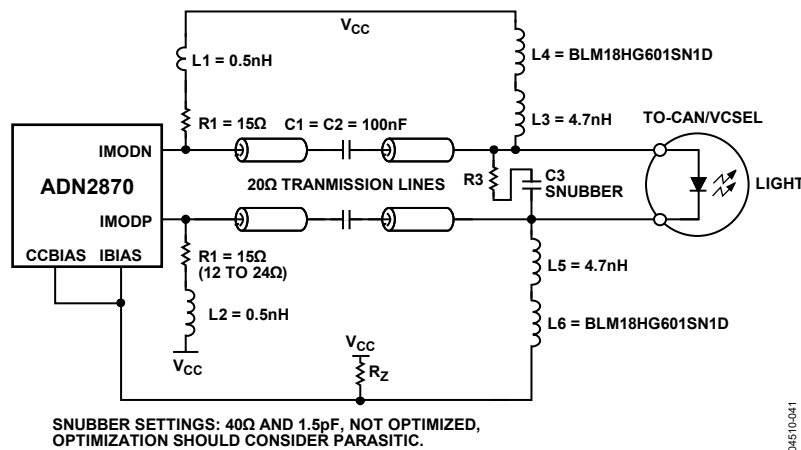 VCC
L1 = 0.5nH
L4 = BLM18HG601SN1D
R1 = 15Ω
C1 = C2 = 100nF
L3 = 4.7nH
TO-CAN/VCSEL
IMODN
ADN2870
R3
C3
SNUBBER
20Ω TRANMISSION LINES
LIGHT
IMODP
CCBIAS
IBIAS
R1 = 15Ω
(12 TO 24Ω)
L5 = 4.7nH
L2 = 0.5nH
L6 = BLM18HG601SN1D
VCC
VCC
RZ
SNUBBER SETTINGS: 40Ω AND 1.5pF, NOT OPTIMIZED,
OPTIMIZATION SHOULD CONSIDER PARASITIC.
04510-041